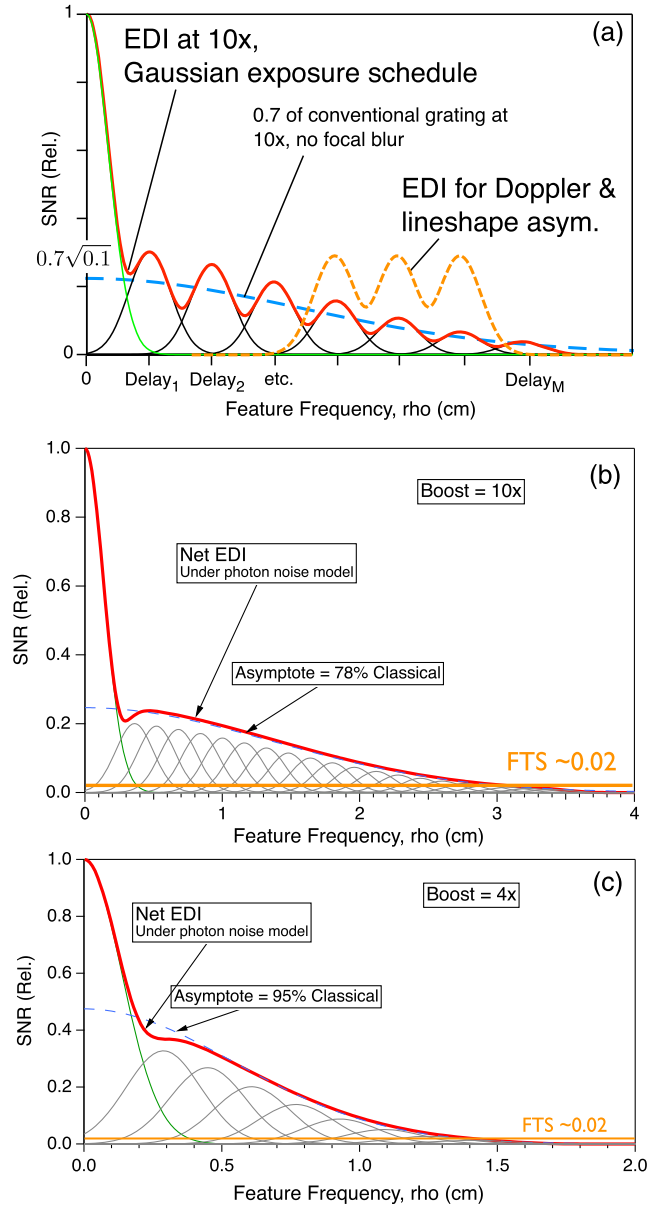 1
(a)
EDI at 10x,
Gaussian exposure schedule
0.7 of conventional grating at
10x, no focal blur
EDI for Doppler &
lineshape asym.
SNR (Rel.)
0.7√0.1
0
0 Delay1 Delay2 etc. DelayM
Feature Frequency, rho (cm)
(b)
Boost = 10x
Net EDI
Under photon noise model
Asymptote = 78% Classical
FTS ~0.02
SNR (Rel.)
1.0
0.8
0.6
0.4
0.2
0.0
0 1 2 3 4
Feature Frequency, rho (cm)
(c)
Boost = 4x
Net EDI
Under photon noise model
Asymptote = 95% Classical
FTS ~0.02
SNR (Rel.)
1.0
0.8
0.6
0.4
0.2
0.0
0.0 0.5 1.0 1.5 2.0
Feature Frequency, rho (cm)